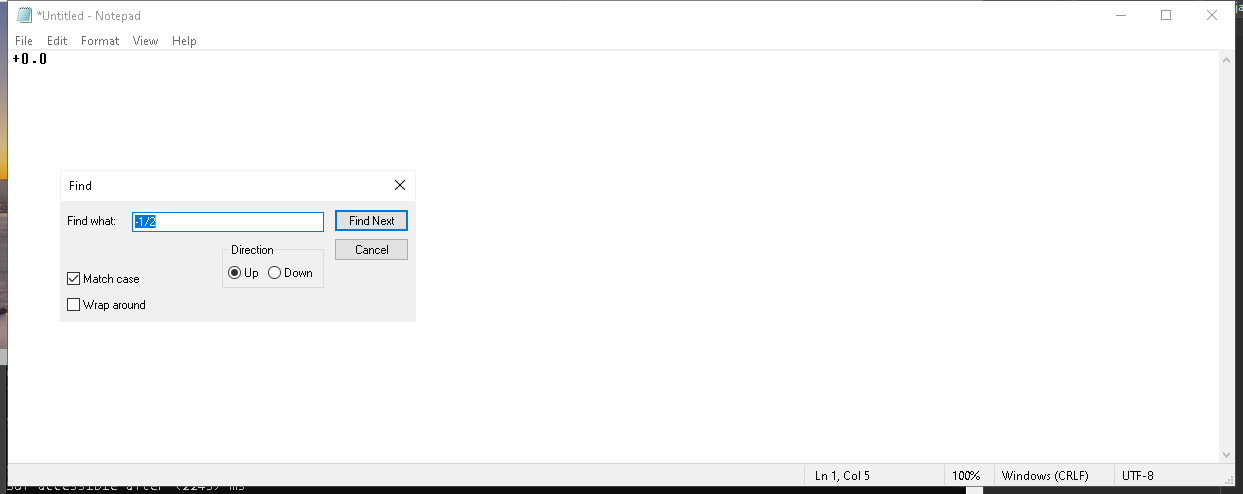 *Untitled - Notepad
File Edit Format View Help
+0.0
Find
Find what: -1/2 Find Next
Direction Cancel
Up Down
Match case
Wrap around
Ln 1, Col 5 100% Windows (CRLF) UTF-8